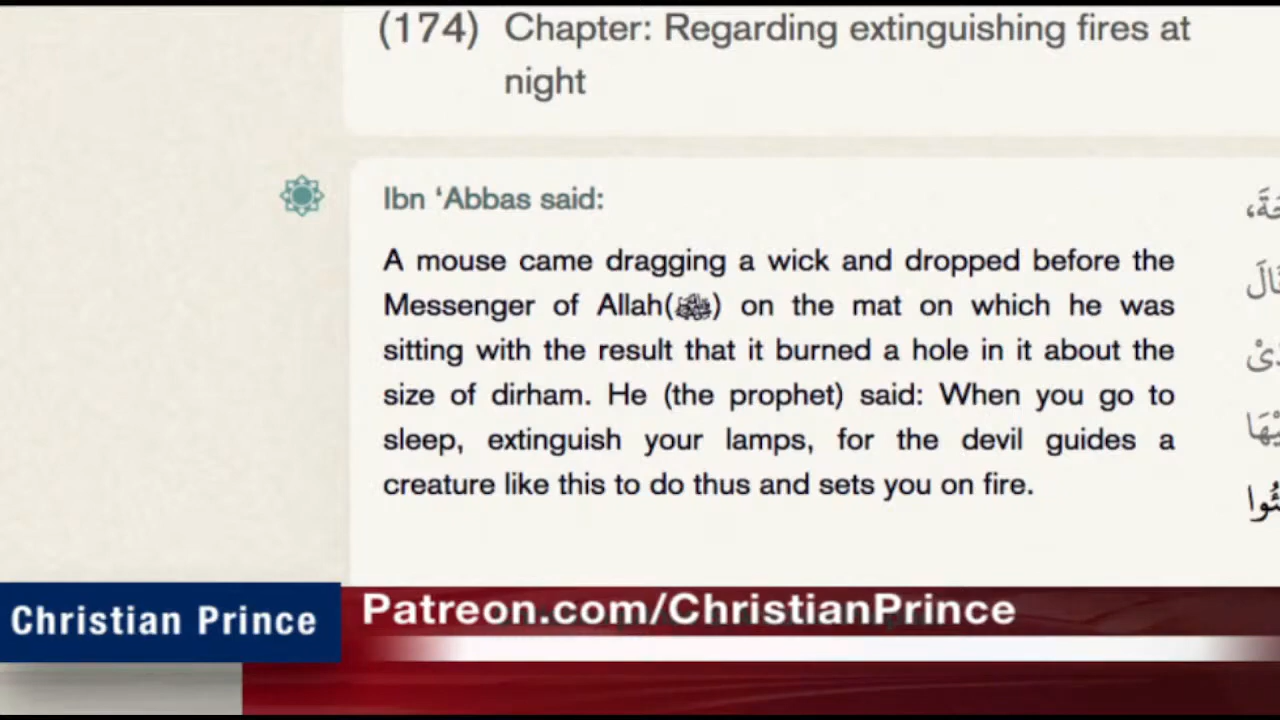 (174) Chapter: Regarding extinguishing fires at
night
Ibn ‘Abbas said:
A mouse came dragging a wick and dropped before the
Messenger of Allah(ﷺ) on the mat on which he was
sitting with the result that it burned a hole in it about the
size of dirham. He (the prophet) said: When you go to
sleep, extinguish your lamps, for the devil guides a
creature like this to do thus and sets you on fire.
Christian Prince
Patreon.com/ChristianPrince